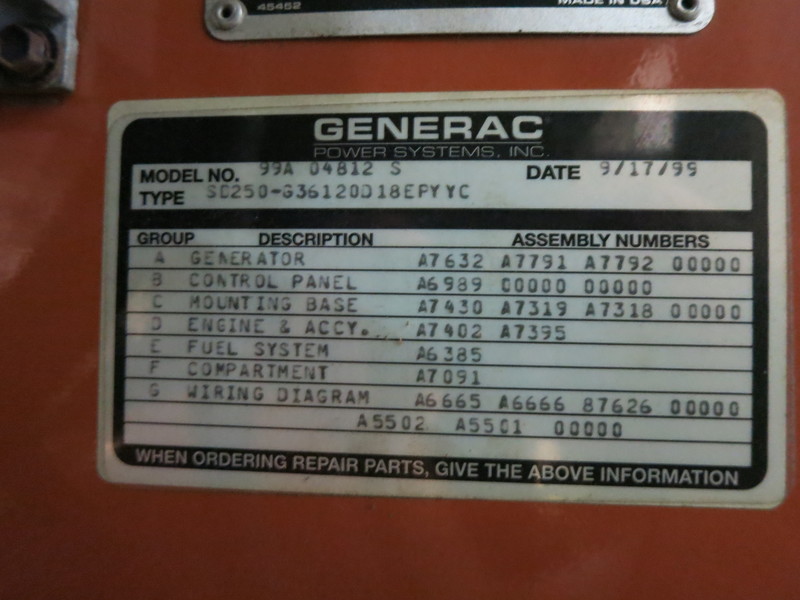 45452 MADE IN USA
GENERAC
POWER SYSTEMS, INC.
MODEL NO. 99A 04812 S DATE 9/17/99
TYPE SD250-G36120D18EPYYC
GROUP DESCRIPTION ASSEMBLY NUMBERS
A GENERATOR A7632 A7791 A7792 00000
B CONTROL PANEL A6989 00000 00000
C MOUNTING BASE A7430 A7319 A7318 00000
D ENGINE & ACCY. A7402 A7395
E FUEL SYSTEM A6385
F COMPARTMENT A7091
G WIRING DIAGRAM A6665 A6666 87626 00000
A5502 A5501 00000
WHEN ORDERING REPAIR PARTS, GIVE THE ABOVE INFORMATION